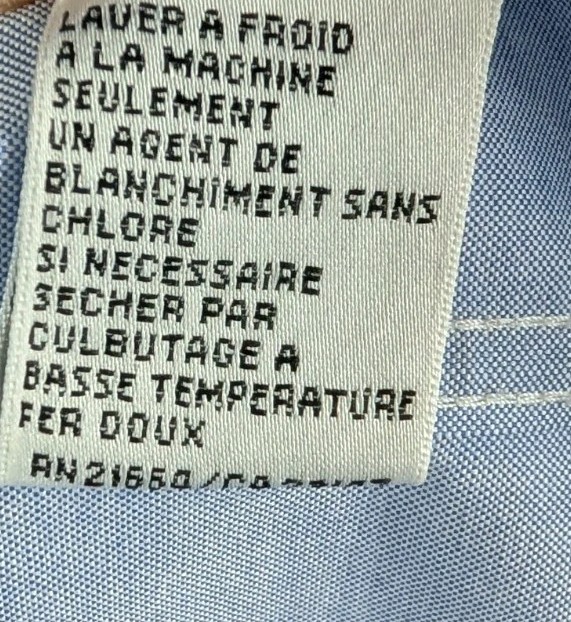 LAVER A FROID
A LA MACHINE
SEULEMENT
UN AGENT DE
BLANCHIMENT SANS
CHLORE
SI NECESSAIRE
SECHER PAR
CULBUTAGE A
BASSE TEMPERATURE
FER DOUX
RN